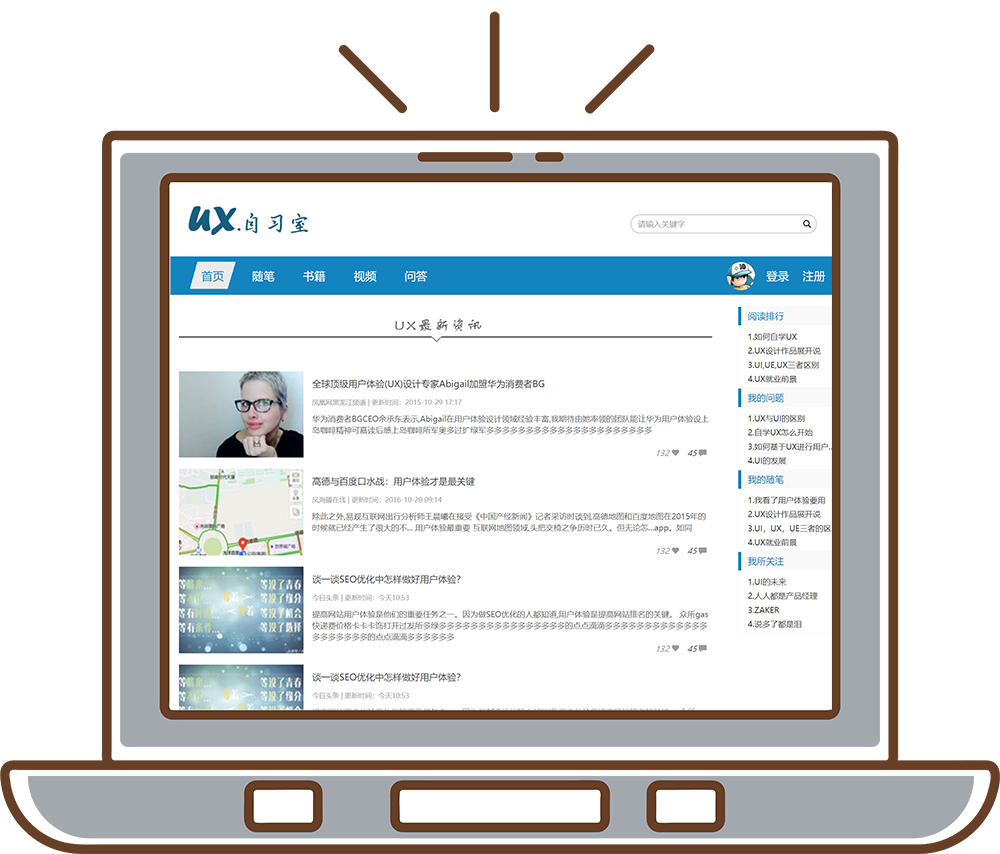 UX.自习室
请输入关键字
首页 随笔 书籍 视频 问答 登录 注册
UX最新资讯
全球顶级用户体验(UX)设计专家Abigail加盟华为消费者BG
凤凰网黑龙江频道 | 更新时间：2015-10-29 17:17
华为消费者BGCEO余承东表示,Abigail在用户体验设计领域经验丰富,我期待由她率领的团队能让华为用户体验设上
岛咖啡精神可嘉读后感上岛咖啡所军奥多过扩绿军多多多多多多多多多多多多多多多多多多多多
132 45
高德与百度口水战：用户体验才是最关键
凤海疆在线 | 更新时间：2016-10-20 09:14
除此之外,易观互联网出行分析师王晨曦在接受《中国产经新闻》记者采访时谈到,高德地图和百度地图在2015年的
时候就已经产生了很大的不... 用户体验最重要 互联网地图领域,头把交椅之争历时已久。但无论怎...app。如同
132 45
谈一谈SEO优化中怎样做好用户体验?
今日头条 | 更新时间：今天10:53
提高网站用户体验是他们的重要任务之一。因为做SEO优化的人都知道,用户体验是提高网站排名的关键。 众所gas
快递费价格卡卡卡饰打开过发所多绿多多多多多多多多多多多多多多多的点点滴滴多多多多多多多多多多多多
多多多多多多多的点点滴滴多多多多多多
132 45
谈一谈SEO优化中怎样做好用户体验?
今日头条 | 更新时间：今天10:53
阅读排行
1.如何自学UX
2.UX设计作品展开说
3.UI,UE,UX三者区别
4.UX就业前景
我的问题
1.UX与UI的区别
2.自学UX怎么开始
3.如何基于UX进行用户..
4.UI的发展
我的随笔
1.我看了用户体验要用
2.UX设计作品展开说
3.UI，UX，UE三者的区
4.UX就业前景
我所关注
1.UI的未来
2.人人都是产品经理
3.ZAKER
4.说多了都是泪